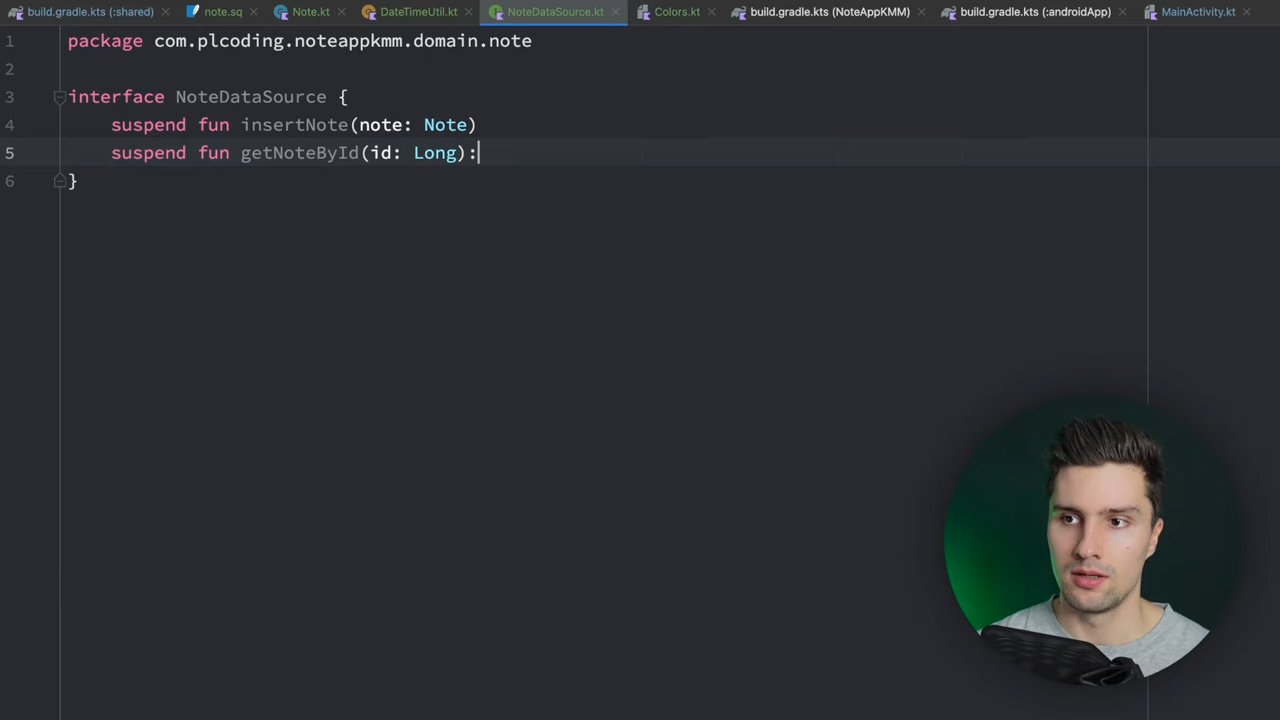 build.gradle.kts (:shared) note.sq Note.kt DateTimeUtil.kt NoteDataSource.kt Colors.kt build.gradle.kts (NoteAppKMM) build.gradle.kts (:androidApp) MainActivity.kt
1 package com.plcoding.noteappkmm.domain.note
2
3 interface NoteDataSource {
4 suspend fun insertNote(note: Note)
5 suspend fun getNoteById(id: Long):
6 }